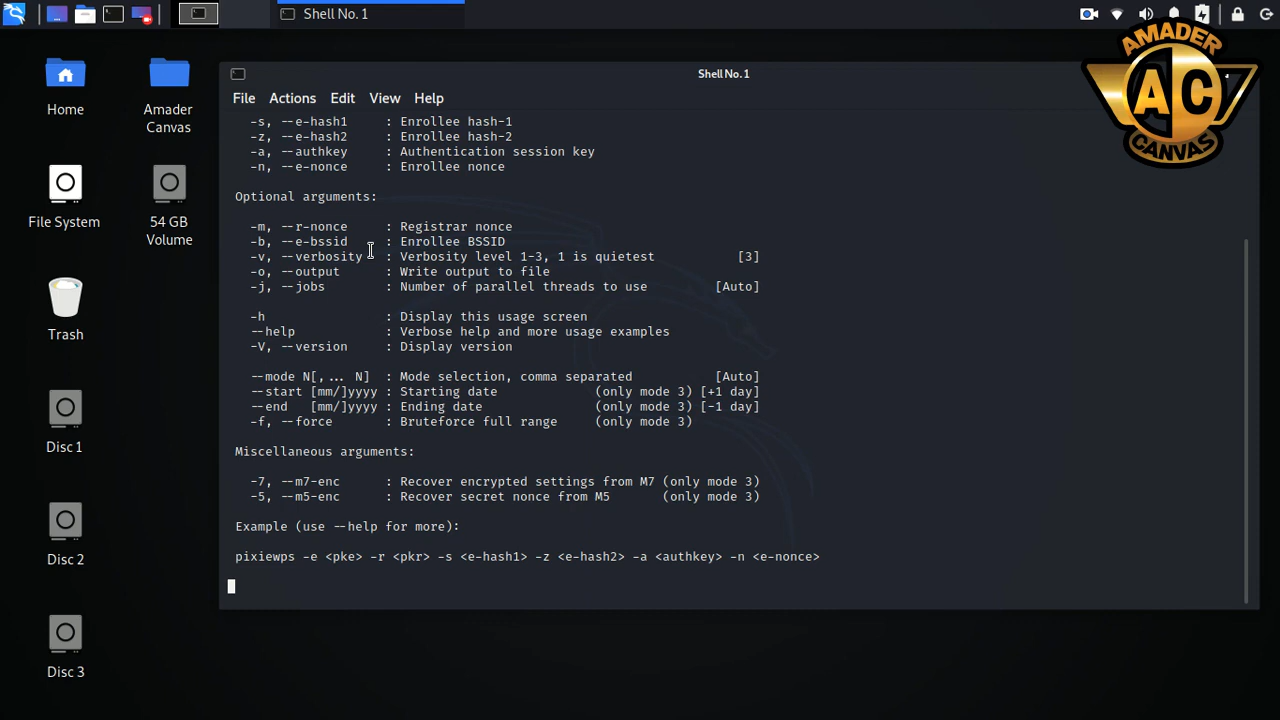 Shell No. 1
AMADER
AC
CANVAS
Home
Amader
Canvas
File System
54 GB
Volume
Trash
Disc 1
Disc 2
Disc 3
Shell No. 1
File Actions Edit View Help
-s, --e-hash1 : Enrollee hash-1
-z, --e-hash2 : Enrollee hash-2
-a, --authkey : Authentication session key
-n, --e-nonce : Enrollee nonce
Optional arguments:
-m, --r-nonce : Registrar nonce
-b, --e-bssid : Enrollee BSSID
-v, --verbosity : Verbosity level 1-3, 1 is quietest [3]
-o, --output : Write output to file
-j, --jobs : Number of parallel threads to use [Auto]
-h : Display this usage screen
--help : Verbose help and more usage examples
-V, --version : Display version
--mode N[,... N] : Mode selection, comma separated [Auto]
--start [mm/]yyyy : Starting date (only mode 3) [+1 day]
--end [mm/]yyyy : Ending date (only mode 3) [-1 day]
-f, --force : Bruteforce full range (only mode 3)
Miscellaneous arguments:
-7, --m7-enc : Recover encrypted settings from M7 (only mode 3)
-5, --m5-enc : Recover secret nonce from M5 (only mode 3)
Example (use --help for more):
pixiewps -e <pke> -r <pkr> -s <e-hash1> -z <e-hash2> -a <authkey> -n <e-nonce>